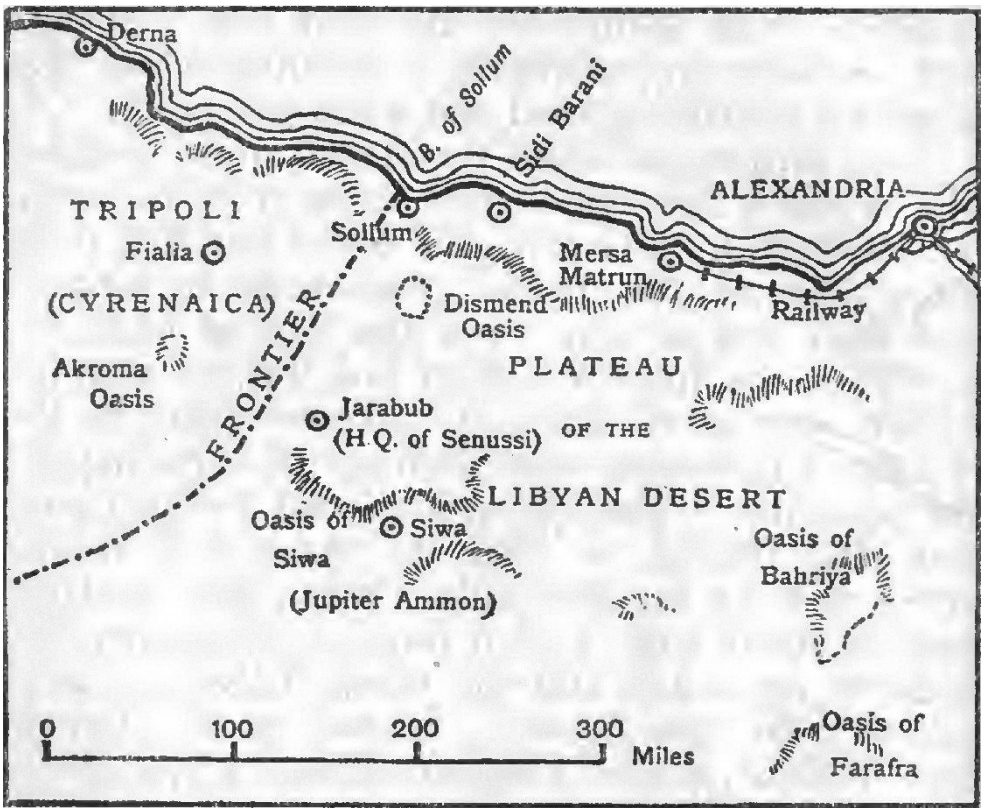 Derna
B. of Sollum
Sidi Barani
ALEXANDRIA
TRIPOLI
Sollum
Fialia
Mersa
Matrun
(CYRENAICA)
Dismend
Oasis
Railway
FRONTIER
Akroma
Oasis
PLATEAU
Jarabub
(H.Q. of Senussi)
OF THE
LIBYAN DESERT
Oasis of
Siwa
Siwa
Oasis of
Bahriya
(Jupiter Ammon)
0 100 200 300
Miles
Oasis of
Farafra